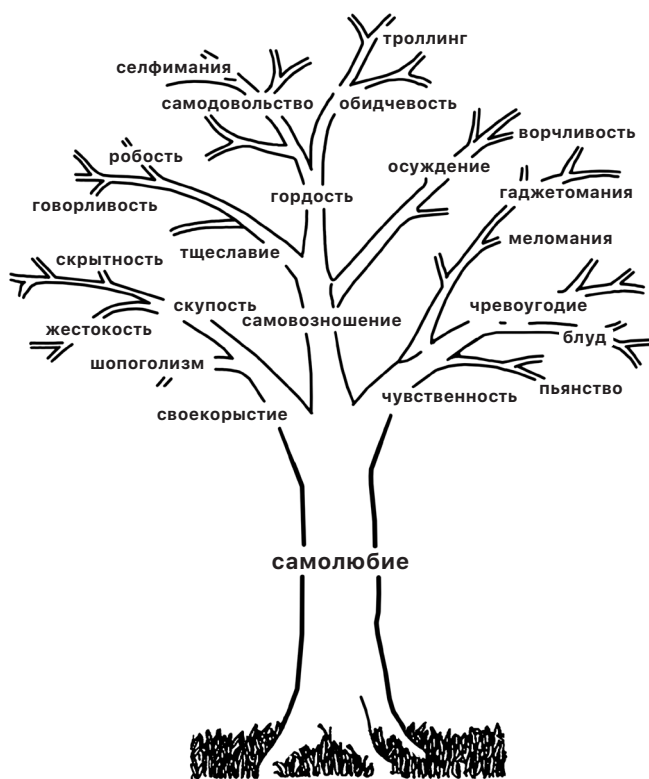 троллинг
селфимания
самодовольство
обидчевость
ворчливость
робость
осуждение
гаджетомания
говорливость
гордость
меломания
тщеславие
скрытность
скупость
самовозношение
чревоугодие
жестокость
блуд
шопоголизм
пьянство
своекорыстие
чувственность
самолюбие